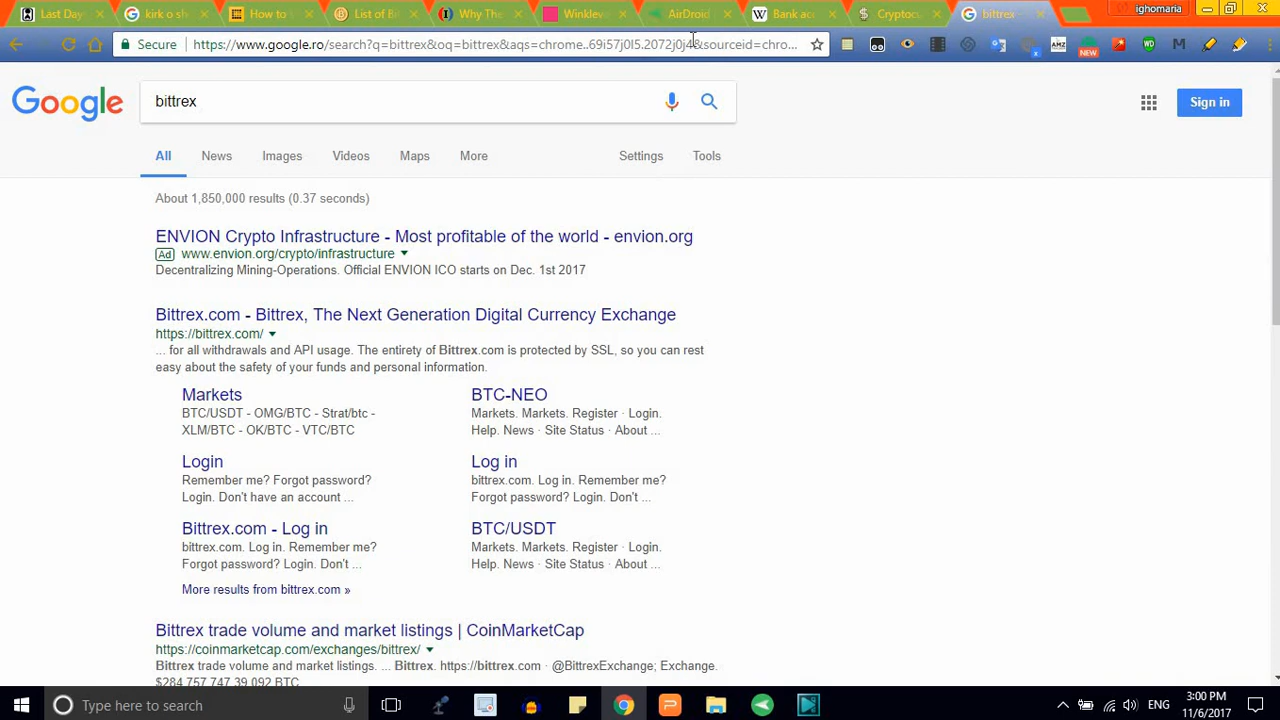 Last Day
kirk o sh
How to
List of Bi
Why The
Winklev
AirDroid
Bank acc
Cryptocu
bittrex
ighomaria
Secure https://www.google.ro/search?q=bittrex&oq=bittrex&aqs=chrome..69i57j0l5.2072j0j4&sourceid=chro...
Google
bittrex
Sign in
All News Images Videos Maps More Settings Tools
About 1,850,000 results (0.37 seconds)
ENVION Crypto Infrastructure - Most profitable of the world - envion.org
Ad www.envion.org/crypto/infrastructure
Decentralizing Mining-Operations. Official ENVION ICO starts on Dec. 1st 2017
Bittrex.com - Bittrex, The Next Generation Digital Currency Exchange
https://bittrex.com/
... for all withdrawals and API usage. The entirety of Bittrex.com is protected by SSL, so you can rest
easy about the safety of your funds and personal information.
Markets
BTC/USDT - OMG/BTC - Strat/btc -
XLM/BTC - OK/BTC - VTC/BTC
BTC-NEO
Markets. Markets. Register · Login.
Help. News · Site Status · About ...
Login
Remember me? Forgot password?
Login. Don't have an account ...
Log in
bittrex.com. Log in. Remember me?
Forgot password? Login. Don't ...
Bittrex.com - Log in
bittrex.com. Log in. Remember me?
Forgot password? Login. Don't ...
BTC/USDT
Markets. Markets. Register · Login.
Help. News · Site Status · About ...
More results from bittrex.com »
Bittrex trade volume and market listings | CoinMarketCap
https://coinmarketcap.com/exchanges/bittrex/
Bittrex trade volume and market listings. ... Bittrex. https://bittrex.com · @BittrexExchange; Exchange.
$284,757,747 39,092 BTC
Type here to search
ENG
3:00 PM
11/6/2017